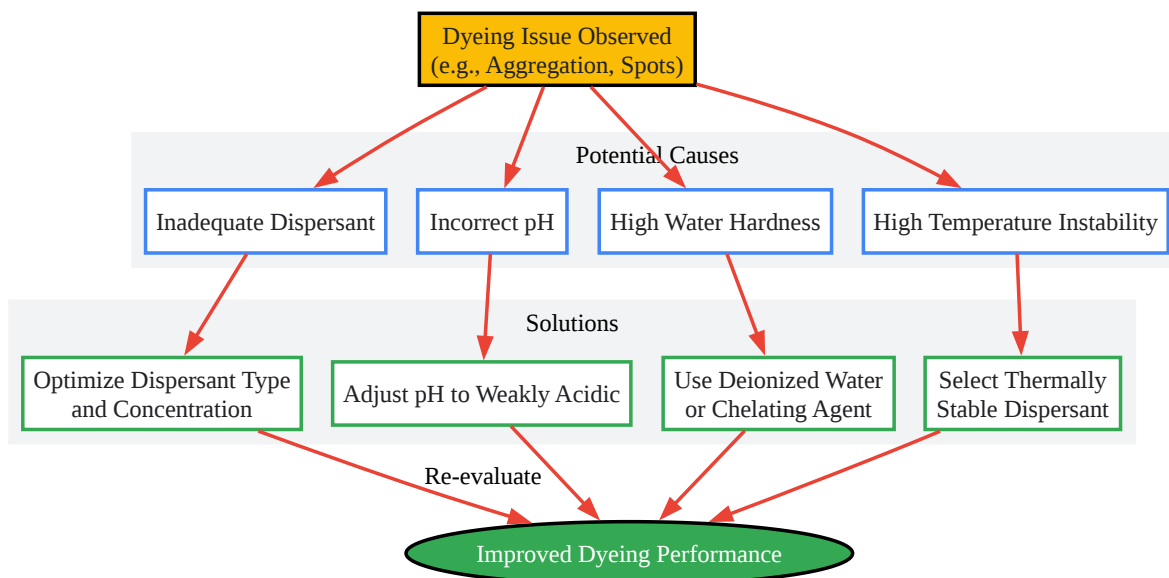 Dyeing Issue Observed
(e.g., Aggregation, Spots)
Potential Causes
Inadequate Dispersant
Incorrect pH
High Water Hardness
High Temperature Instability
Solutions
Optimize Dispersant Type
and Concentration
Adjust pH to Weakly Acidic
Use Deionized Water
or Chelating Agent
Select Thermally
Stable Dispersant
Re-evaluate
Improved Dyeing Performance